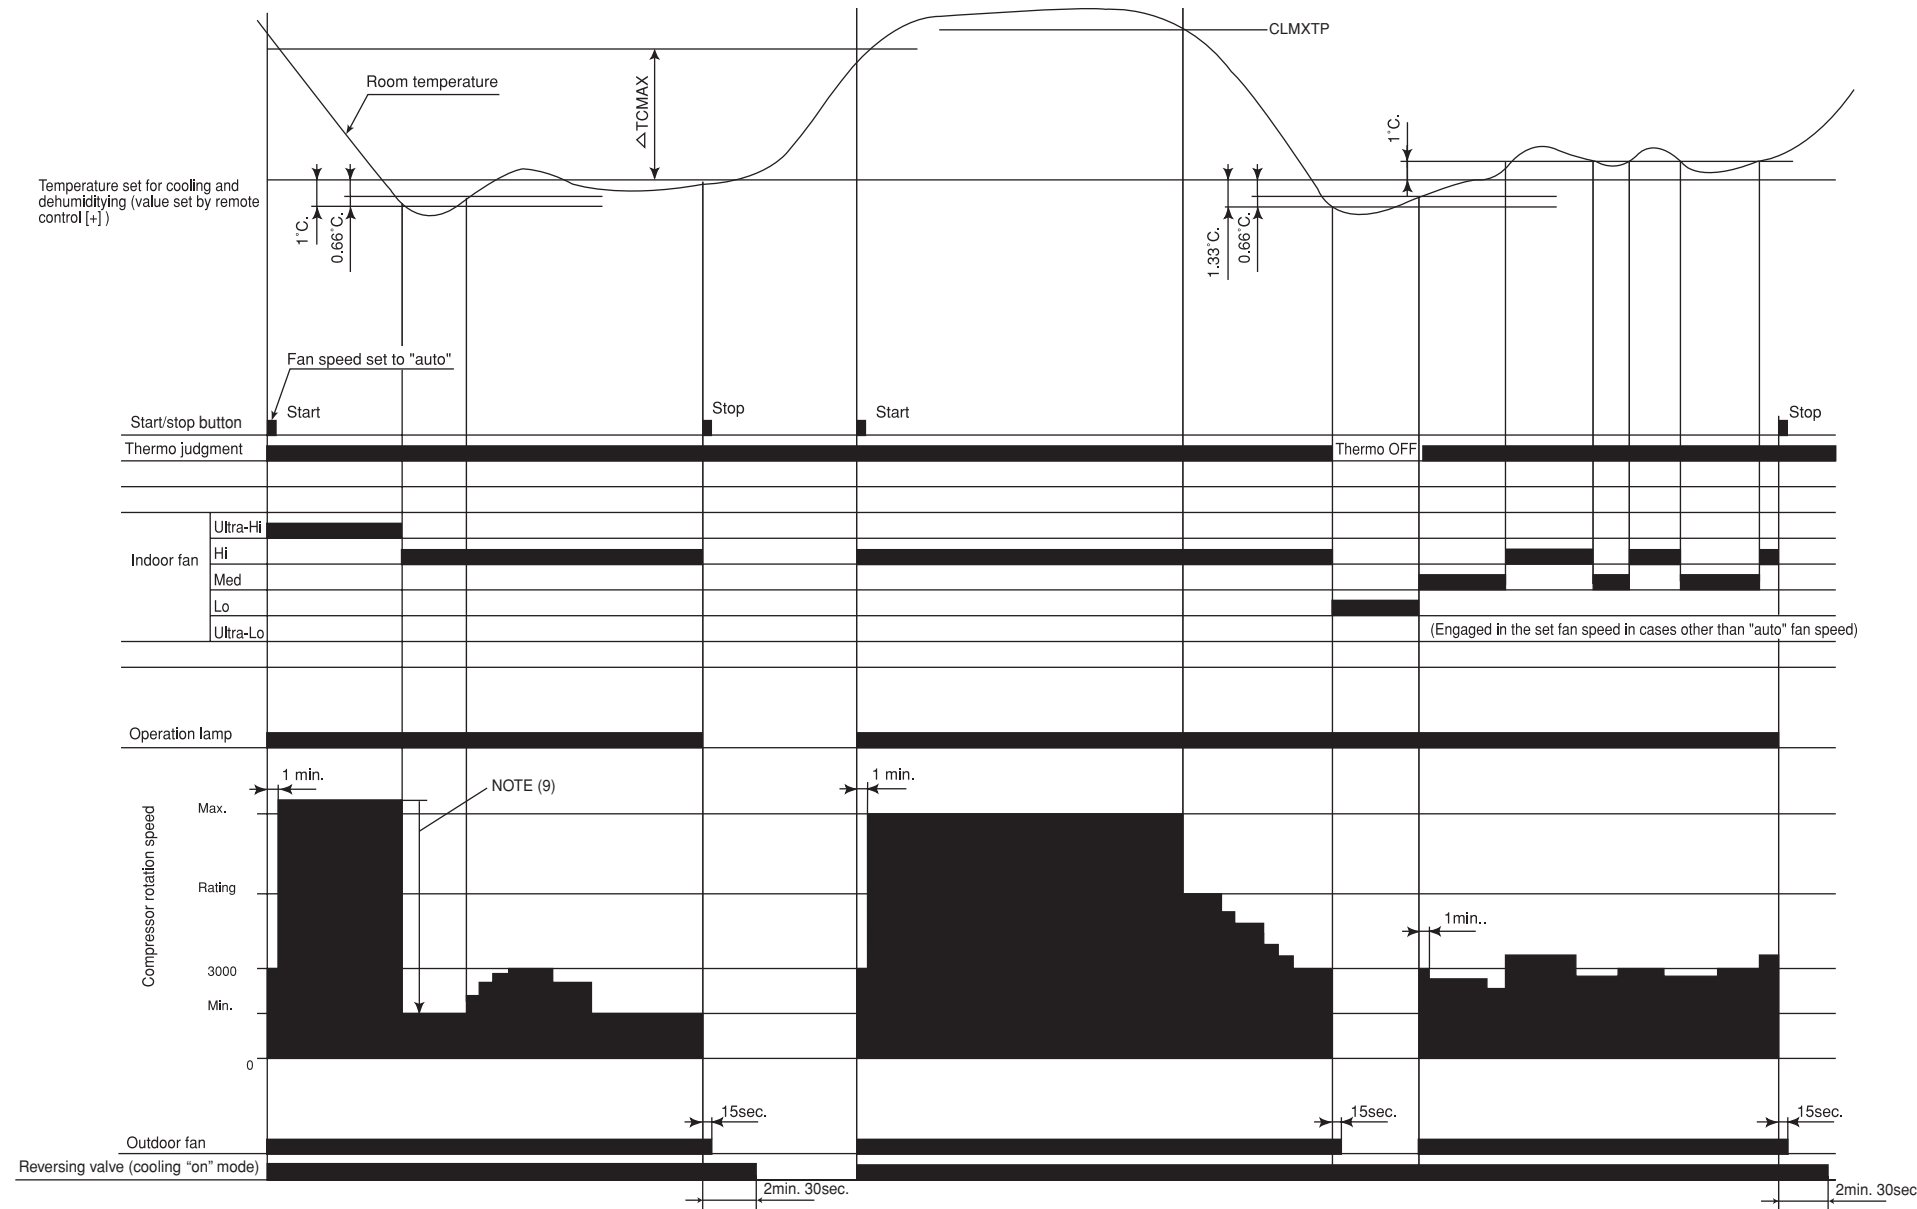 CLMXTP
Room temperature
△TCMAX
1°C.
Temperature set for cooling and
dehumiditying (value set by remote
control [+] )
1°C.
0.66°C.
1.33°C.
0.66°C.
Fan speed set to "auto"
Start/stop button
Start
Stop
Start
Stop
Thermo judgment
Thermo OFF
Indoor fan
Ultra-Hi
Hi
Med
Lo
Ultra-Lo
(Engaged in the set fan speed in cases other than "auto" fan speed)
Operation lamp
Compressor rotation speed
1 min.
NOTE (9)
1 min.
1min..
Max.
Rating
3000
Min.
0
15sec.
15sec.
15sec.
Outdoor fan
Reversing valve (cooling “on” mode)
2min. 30sec.
2min. 30sec